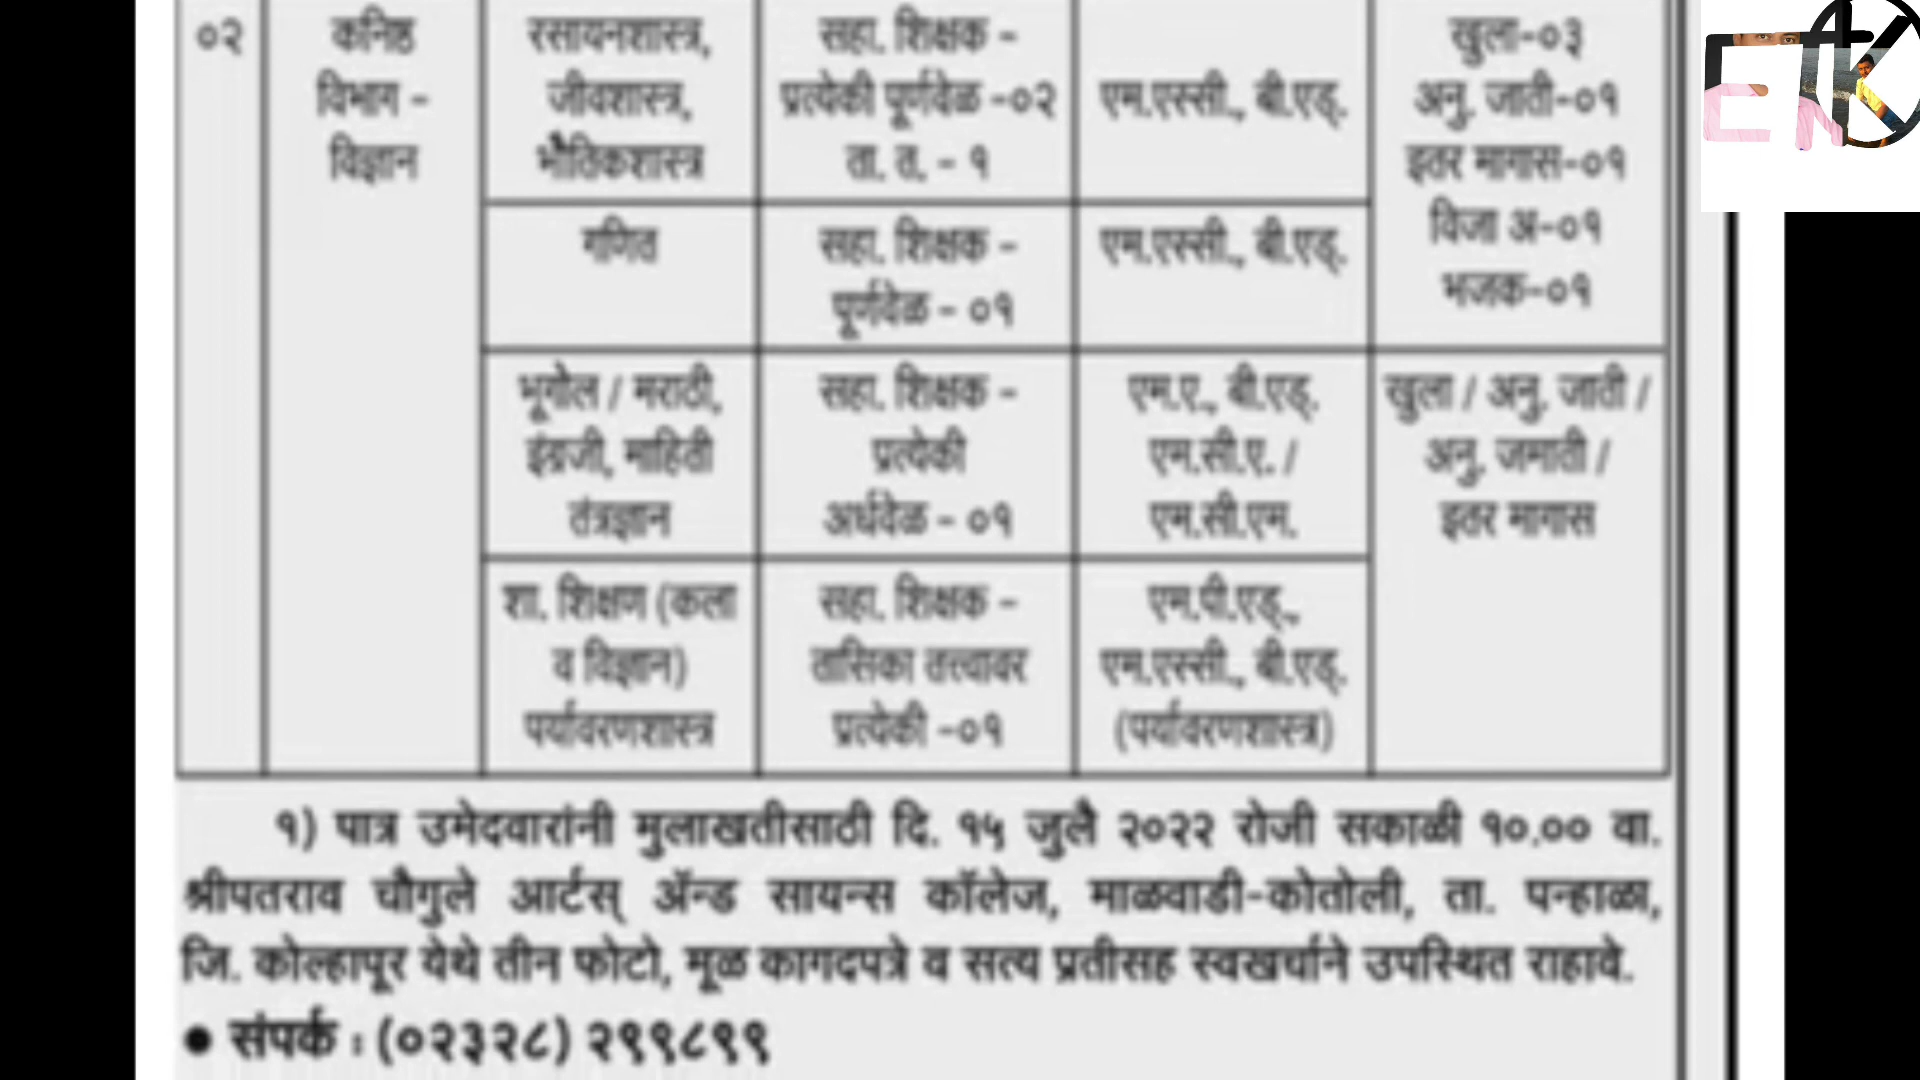 ०२
कनिष्ठ
विभाग -
विज्ञान
रसायनशास्त्र,
जीवशास्त्र,
भौतिकशास्त्र
सहा. शिक्षक -
प्रत्येकी पूर्णवेळ -०२
ता. त. - १
एम.एस्सी., बी.एड्.
खुला-०३
अनु. जाती-०१
इतर मागास-०१
विजा अ-०१
भजक-०१
गणित
सहा. शिक्षक -
पूर्णवेळ - ०१
एम.एस्सी., बी.एड्.
भूगोल / मराठी,
इंग्रजी, माहिती
तंत्रज्ञान
सहा. शिक्षक -
प्रत्येकी
अर्धवेळ - ०१
एम.ए., बी.एड्.
एम.सी.ए. /
एम.सी.एम.
खुला / अनु. जाती /
अनु. जमाती /
इतर मागास
शा. शिक्षण (कला
व विज्ञान)
पर्यावरणशास्त्र
सहा. शिक्षक -
तासिका तत्त्वावर
प्रत्येकी -०१
एम.पी.एड्.,
एम.एस्सी., बी.एड्.
(पर्यावरणशास्त्र)
१) पात्र उमेदवारांनी मुलाखतीसाठी दि. १५ जुलै २०२२ रोजी सकाळी १०.०० वा.
श्रीपतराव चौगुले आर्टस् ॲन्ड सायन्स कॉलेज, माळवाडी-कोतोली, ता. पन्हाळा,
जि. कोल्हापूर येथे तीन फोटो, मूळ कागदपत्रे व सत्य प्रतीसह स्वखर्चाने उपस्थित राहावे.
● संपर्क : (०२३२८) २९९८९९